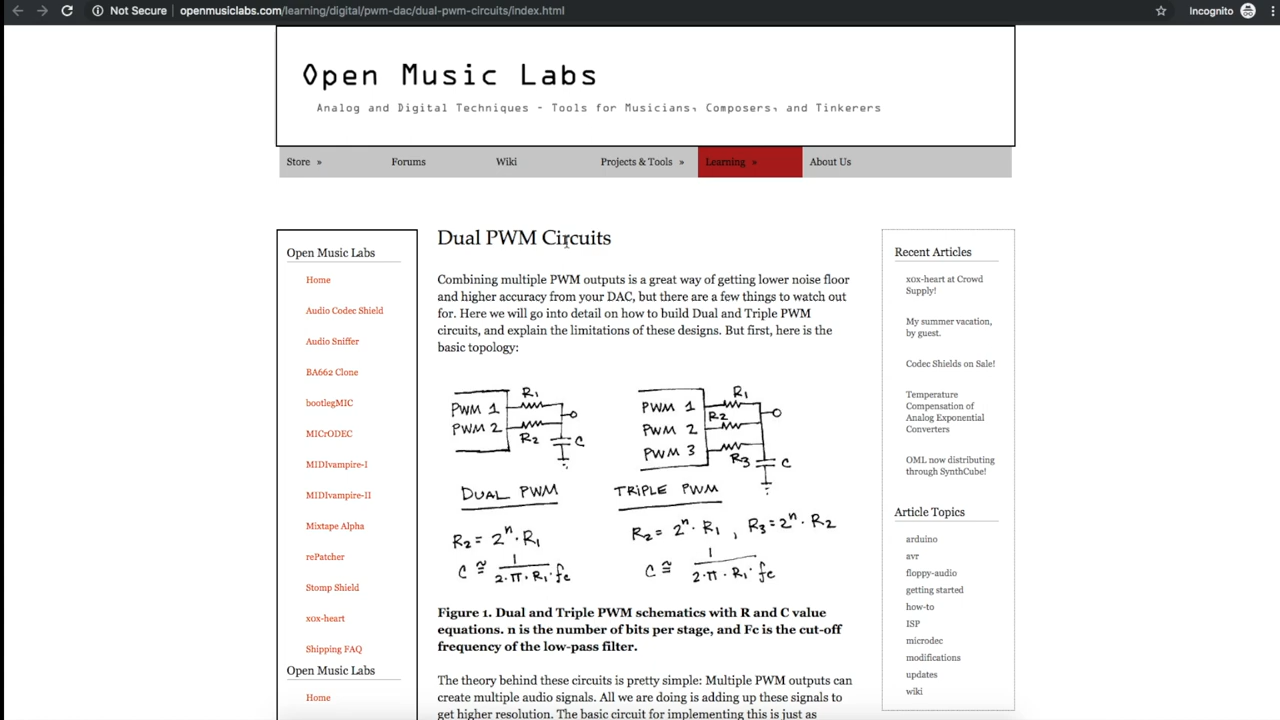 Not Secure openmusiclabs.com/learning/digital/pwm-dac/dual-pwm-circuits/index.html Incognito
Open Music Labs
Analog and Digital Techniques - Tools for Musicians, Composers, and Tinkerers
Store » Forums Wiki Projects & Tools » Learning » About Us
Open Music Labs
Home
Audio Codec Shield
Audio Sniffer
BA662 Clone
bootlegMIC
MICrODEC
MIDIvampire-I
MIDIvampire-II
Mixtape Alpha
rePatcher
Stomp Shield
x0x-heart
Shipping FAQ
Open Music Labs
Home
Dual PWM Circuits
Combining multiple PWM outputs is a great way of getting lower noise floor
and higher accuracy from your DAC, but there are a few things to watch out
for. Here we will go into detail on how to build Dual and Triple PWM
circuits, and explain the limitations of these designs. But first, here is the
basic topology:
PWM 1
PWM 2
R1
R2
C
DUAL PWM
R2 = 2^n · R1
C ≅ 1 / 2·π·R1·fc
PWM 1
PWM 2
PWM 3
R1
R2
R3
C
TRIPLE PWM
R2 = 2^n · R1 , R3 = 2^n · R2
C ≅ 1 / 2·π·R1·fc
Figure 1. Dual and Triple PWM schematics with R and C value
equations. n is the number of bits per stage, and Fc is the cut-off
frequency of the low-pass filter.
The theory behind these circuits is pretty simple: Multiple PWM outputs can
create multiple audio signals. All we are doing is adding up these signals to
get higher resolution. The basic circuit for implementing this is just as
Recent Articles
x0x-heart at Crowd
Supply!
My summer vacation,
by guest.
Codec Shields on Sale!
Temperature
Compensation of
Analog Exponential
Converters
OML now distributing
through SynthCube!
Article Topics
arduino
avr
floppy-audio
getting started
how-to
ISP
microdec
modifications
updates
wiki